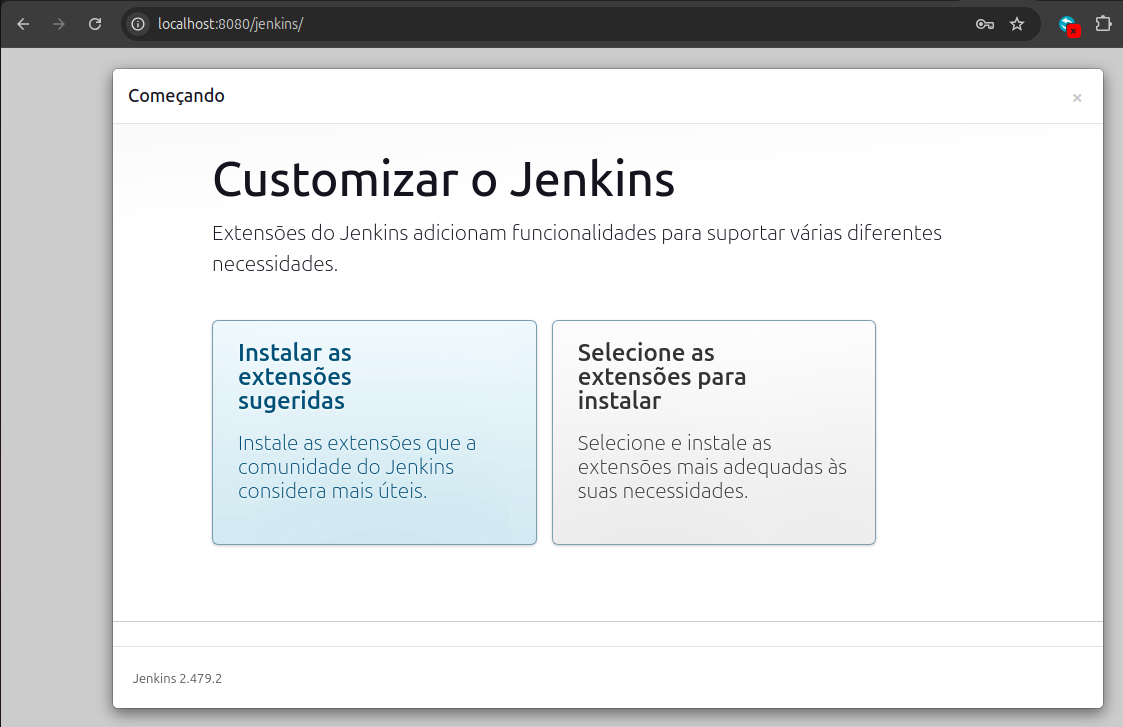 localhost:8080/jenkins/
Começando
×
Customizar o Jenkins
Extensões do Jenkins adicionam funcionalidades para suportar várias diferentes
necessidades.
Instalar as
extensões
sugeridas
Instale as extensões que a
comunidade do Jenkins
considera mais úteis.
Selecione as
extensões para
instalar
Selecione e instale as
extensões mais adequadas às
suas necessidades.
Jenkins 2.479.2